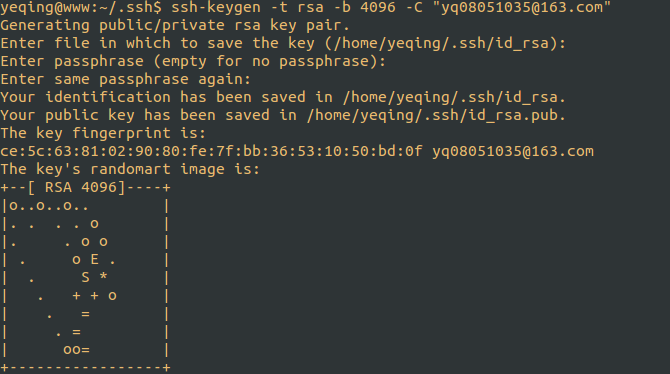 yeqing@www:~/.ssh$ ssh-keygen -t rsa -b 4096 -C "yq08051035@163.com"
Generating public/private rsa key pair.
Enter file in which to save the key (/home/yeqing/.ssh/id_rsa):
Enter passphrase (empty for no passphrase):
Enter same passphrase again:
Your identification has been saved in /home/yeqing/.ssh/id_rsa.
Your public key has been saved in /home/yeqing/.ssh/id_rsa.pub.
The key fingerprint is:
ce:5c:63:81:02:90:80:fe:7f:bb:36:53:10:50:bd:0f yq08051035@163.com
The key's randomart image is:
+--[ RSA 4096]----+
|o..o..o..        |
|. .  . . o       |
|.     . o o      |
| .     o E .     |
|  .     S *      |
|   .   + + o     |
|    .   =        |
|     . =         |
|      oo=        |
+-----------------+